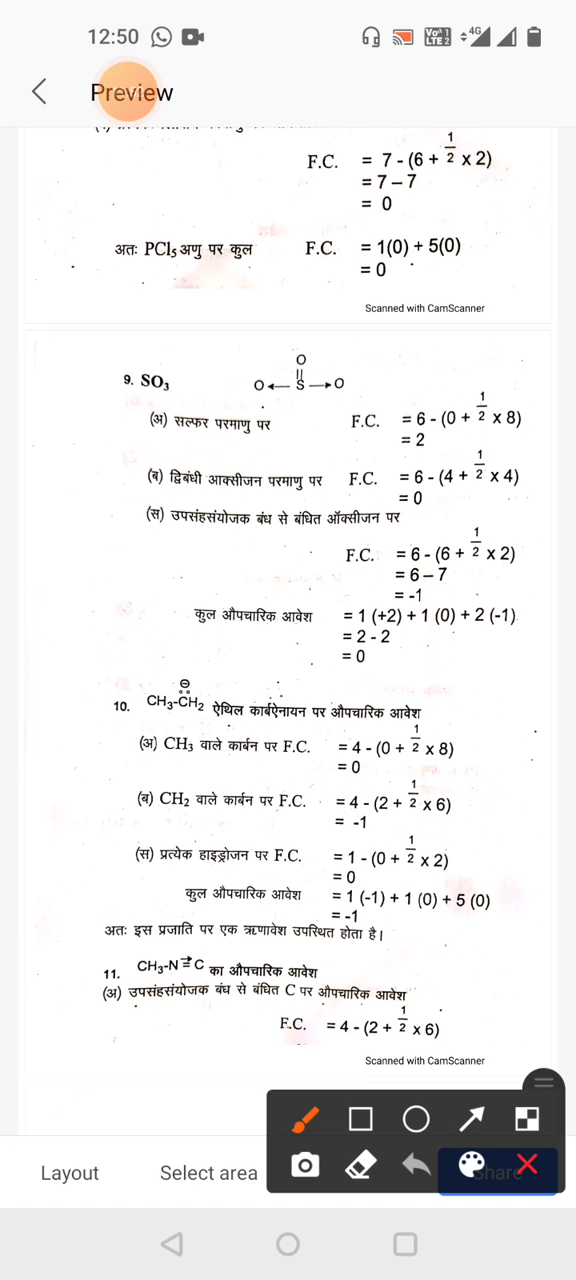 12:50
Vo 1 LTE 2 4G
Preview
F.C. = 7 - (6 + 1/2 x 2)
= 7 – 7
= 0
अतः PCl5 अणु पर कुल F.C. = 1(0) + 5(0)
= 0
Scanned with CamScanner
O
9. SO3 O ← S → O
(अ) सल्फर परमाणु पर F.C. = 6 - (0 + 1/2 x 8)
= 2
(ब) द्विबंधी आक्सीजन परमाणु पर F.C. = 6 - (4 + 1/2 x 4)
= 0
(स) उपसंहसंयोजक बंध से बंधित ऑक्सीजन पर
F.C. = 6 - (6 + 1/2 x 2)
= 6 – 7
= -1
कुल औपचारिक आवेश = 1 (+2) + 1 (0) + 2 (-1)
= 2 - 2
= 0
10. CH3-C̈H2 ⊖ ऐथिल कार्बऐनायन पर औपचारिक आवेश
(अ) CH3 वाले कार्बन पर F.C. = 4 - (0 + 1/2 x 8)
= 0
(ब) CH2 वाले कार्बन पर F.C. = 4 - (2 + 1/2 x 6)
= -1
(स) प्रत्येक हाइड्रोजन पर F.C. = 1 - (0 + 1/2 x 2)
= 0
कुल औपचारिक आवेश = 1 (-1) + 1 (0) + 5 (0)
= -1
अतः इस प्रजाति पर एक ऋणावेश उपस्थित होता है।
11. CH3-N⇉C का औपचारिक आवेश
(अ) उपसंहसंयोजक बंध से बंधित C पर औपचारिक आवेश
F.C. = 4 - (2 + 1/2 x 6)
Scanned with CamScanner
Layout Select area Share